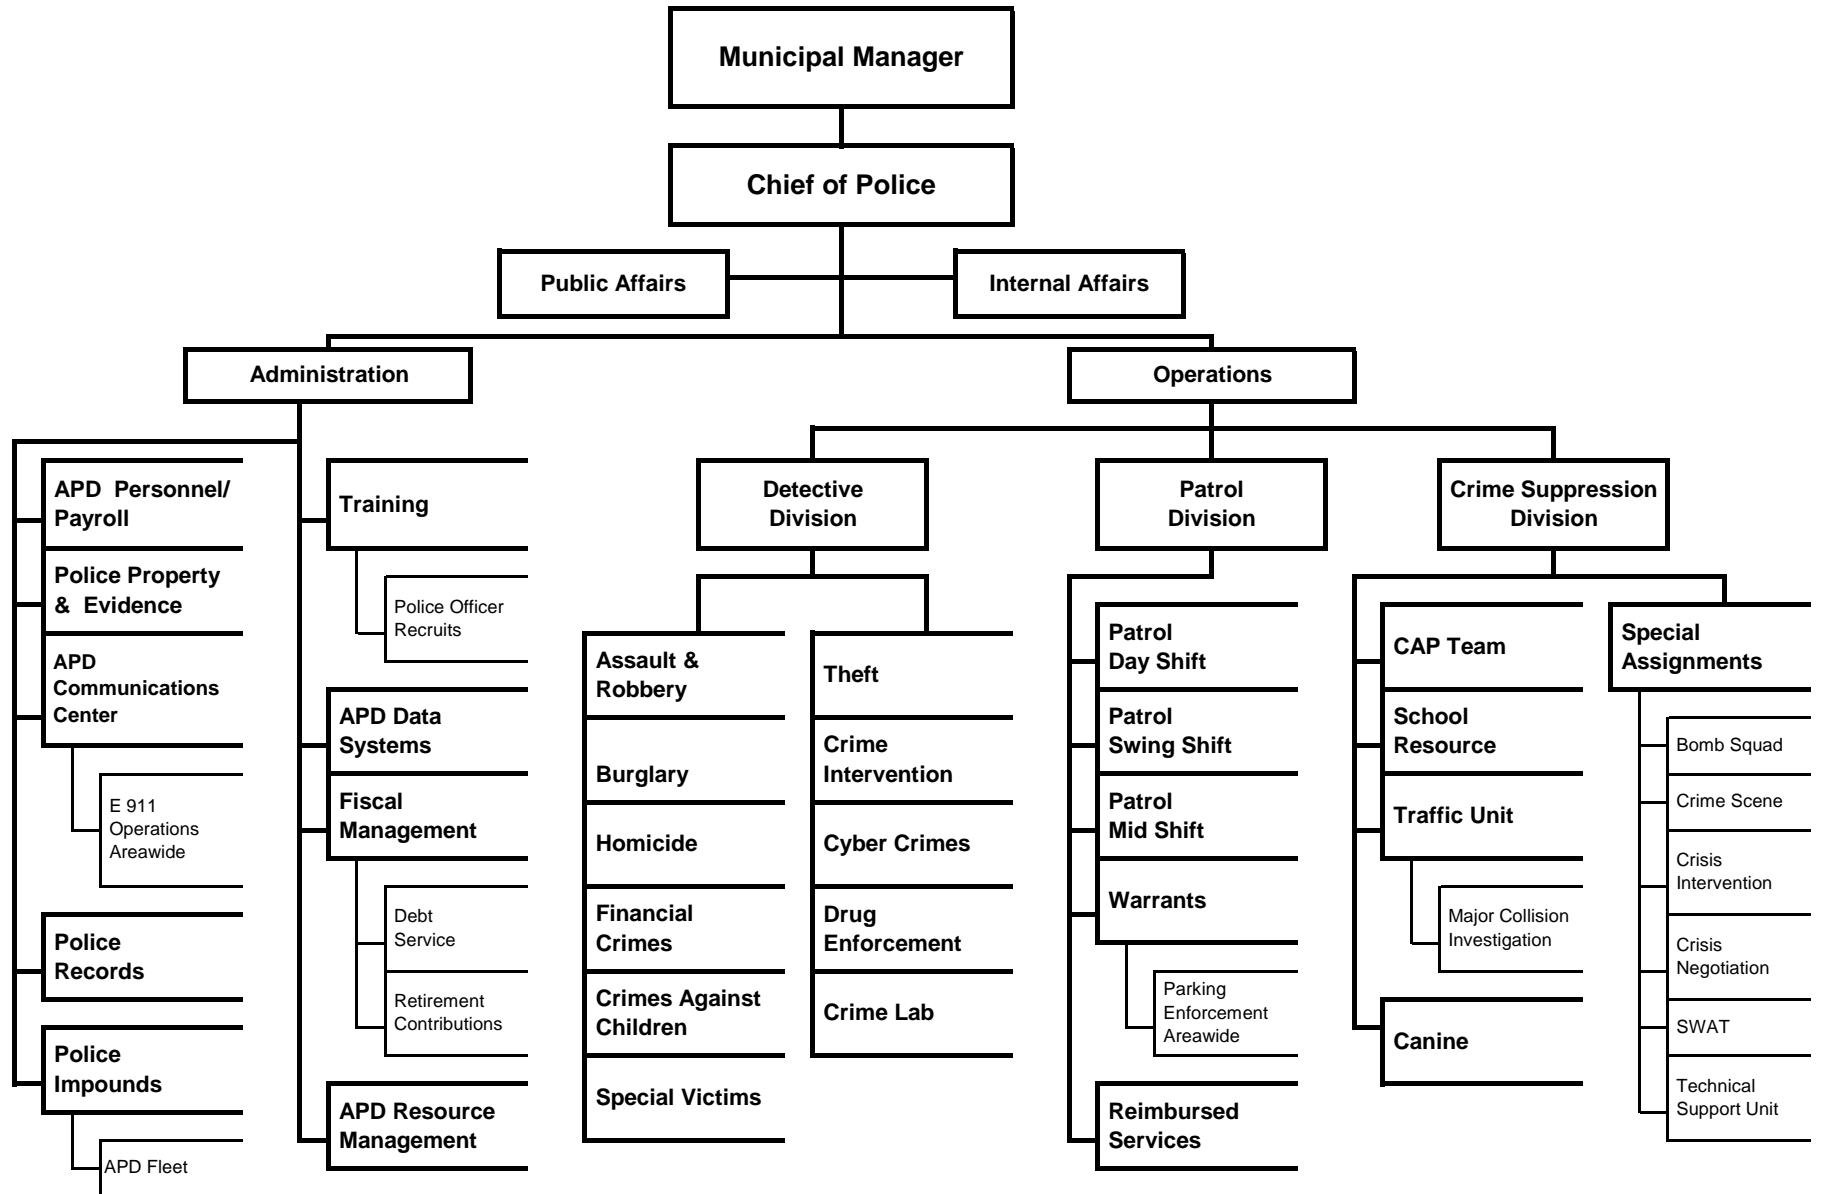 Municipal Manager
Chief of Police
Public Affairs
Internal Affairs
Administration
Operations
APD Personnel/
Payroll
Police Property
& Evidence
APD
Communications
Center
E 911
Operations
Areawide
Police
Records
Police
Impounds
APD Fleet
Training
Police Officer
Recruits
APD Data
Systems
Fiscal
Management
Debt
Service
Retirement
Contributions
APD Resource
Management
Detective
Division
Assault &
Robbery
Burglary
Homicide
Financial
Crimes
Crimes Against
Children
Special Victims
Theft
Crime
Intervention
Cyber Crimes
Drug
Enforcement
Crime Lab
Patrol
Division
Patrol
Day Shift
Patrol
Swing Shift
Patrol
Mid Shift
Warrants
Parking
Enforcement
Areawide
Reimbursed
Services
Crime Suppression
Division
CAP Team
School
Resource
Traffic Unit
Major Collision
Investigation
Canine
Special
Assignments
Bomb Squad
Crime Scene
Crisis
Intervention
Crisis
Negotiation
SWAT
Technical
Support Unit